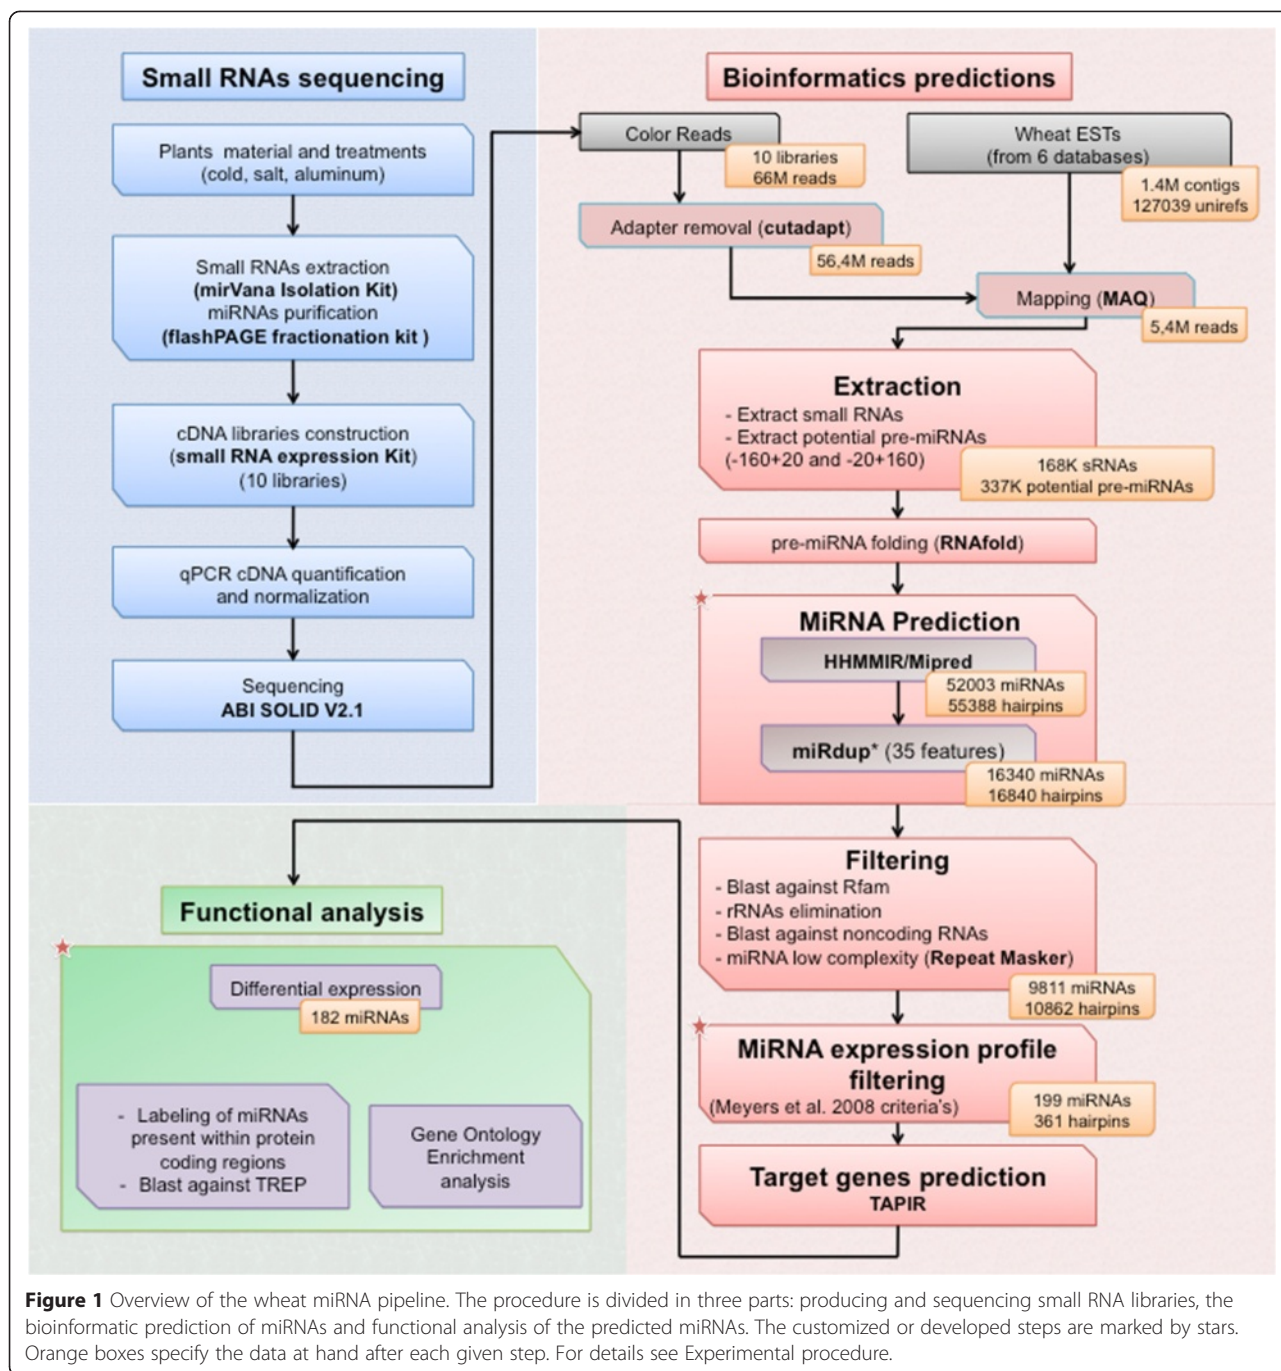 Small RNAs sequencing
Plants material and treatments
(cold, salt, aluminum)
Small RNAs extraction
(mirVana Isolation Kit)
miRNAs purification
(flashPAGE fractionation kit )
cDNA libraries construction
(small RNA expression Kit)
(10 libraries)
qPCR cDNA quantification
and normalization
Sequencing
ABI SOLID V2.1
Bioinformatics predictions
Color Reads
10 libraries
66M reads
Wheat ESTs
(from 6 databases)
1.4M contigs
127039 unirefs
Adapter removal (cutadapt)
56,4M reads
Mapping (MAQ)
5,4M reads
Extraction
- Extract small RNAs
- Extract potential pre-miRNAs
(-160+20 and -20+160)
168K sRNAs
337K potential pre-miRNAs
pre-miRNA folding (RNAfold)
MiRNA Prediction
HHMMIR/Mipred
52003 miRNAs
55388 hairpins
miRdup* (35 features)
16340 miRNAs
16840 hairpins
Filtering
- Blast against Rfam
- rRNAs elimination
- Blast against noncoding RNAs
- miRNA low complexity (Repeat Masker)
9811 miRNAs
10862 hairpins
MiRNA expression profile
filtering
(Meyers et al. 2008 criteria's)
199 miRNAs
361 hairpins
Target genes prediction
TAPIR
Functional analysis
Differential expression
182 miRNAs
- Labeling of miRNAs
present within protein
coding regions
- Blast against TREP
Gene Ontology
Enrichment
analysis
Figure 1 Overview of the wheat miRNA pipeline. The procedure is divided in three parts: producing and sequencing small RNA libraries, the
bioinformatic prediction of miRNAs and functional analysis of the predicted miRNAs. The customized or developed steps are marked by stars.
Orange boxes specify the data at hand after each given step. For details see Experimental procedure.